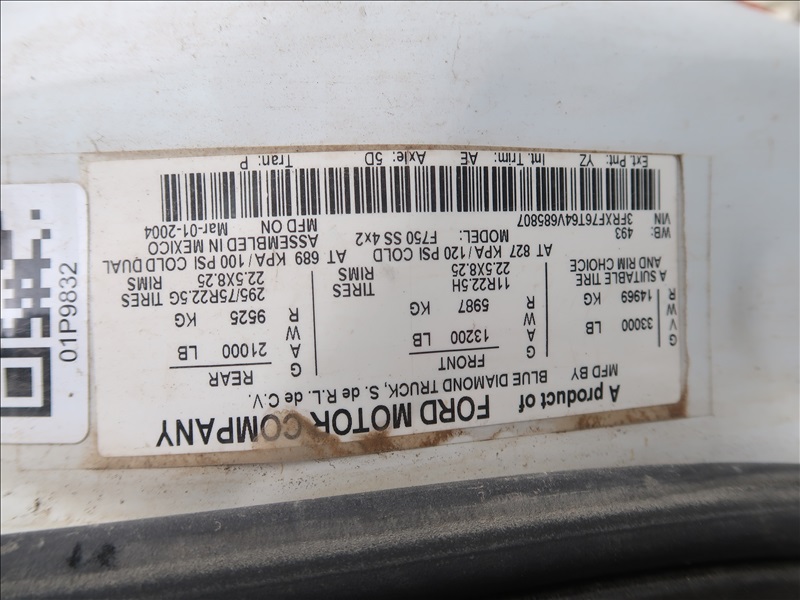 A product of
FORD MOTOR COMPANY
MFD BY
BLUE DIAMOND TRUCK, S. de R.L. de C.V.
G V W R
33000 LB
14969 KG
FRONT
G A W R
13200 LB
5987 KG
REAR
G A W R
21000 LB
9525 KG
A SUITABLE TIRE
AND RIM CHOICE
11R22.5H TIRES
22.5X8.25 RIMS
AT 827 KPA/120 PSI COLD
295/75R22.5G TIRES
22.5X8.25 RIMS
AT 689 KPA/100 PSI COLD DUAL
WB: 493
MODEL: F750 SS 4x2
ASSEMBLED IN MEXICO
VIN 3FRXF76T64V685807
MFD ON Mar-01-2004
Ext. Pnt: YZ Int. Trim: AE Axle: 5D Tran: P
01P9832